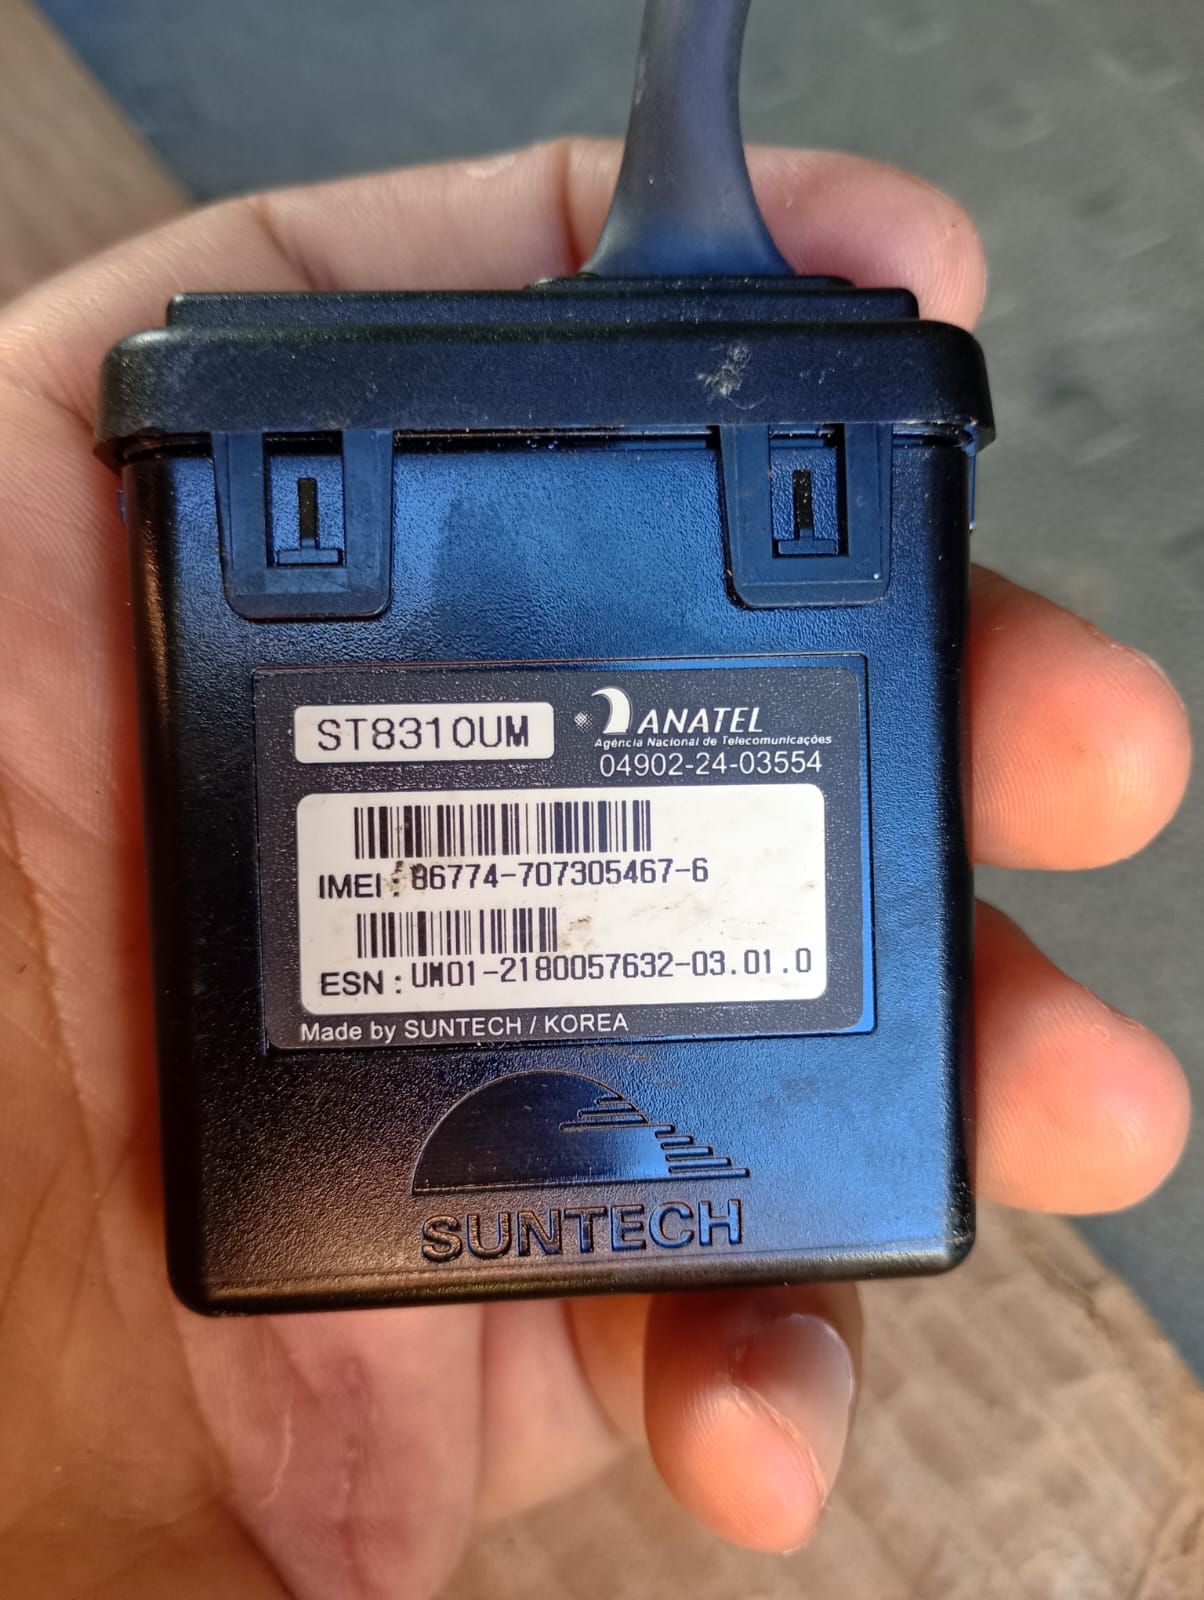 ST8310UM
ANATEL
Agência Nacional de Telecomunicações
04902-24-03554
IMEI : 86774-707305467-6
ESN : UM01-2180057632-03.01.0
Made by SUNTECH / KOREA
SUNTECH